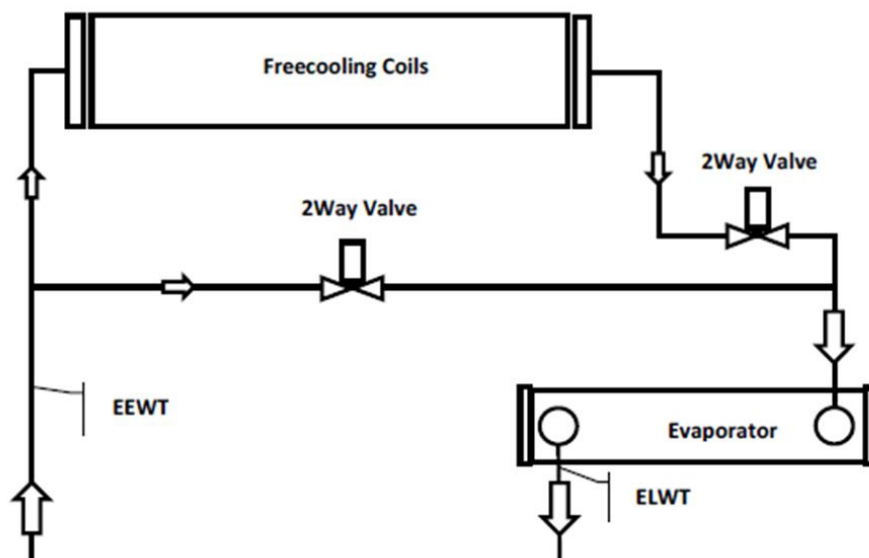 Freecooling Coils
2Way Valve
2Way Valve
EEWT
Evaporator
ELWT